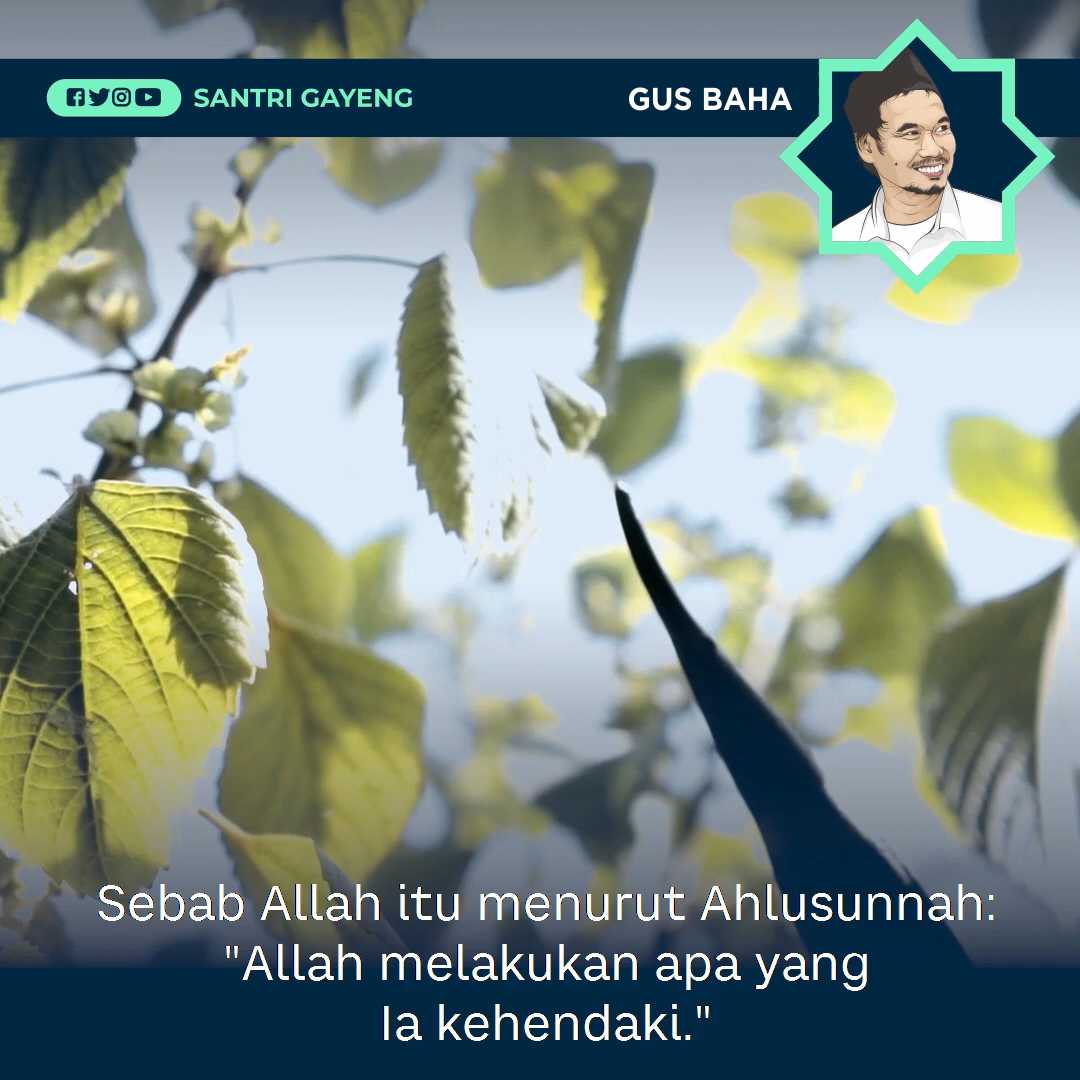 SANTRI GAYENG
GUS BAHA
Sebab Allah itu menurut Ahlusunnah:
"Allah melakukan apa yang
Ia kehendaki."